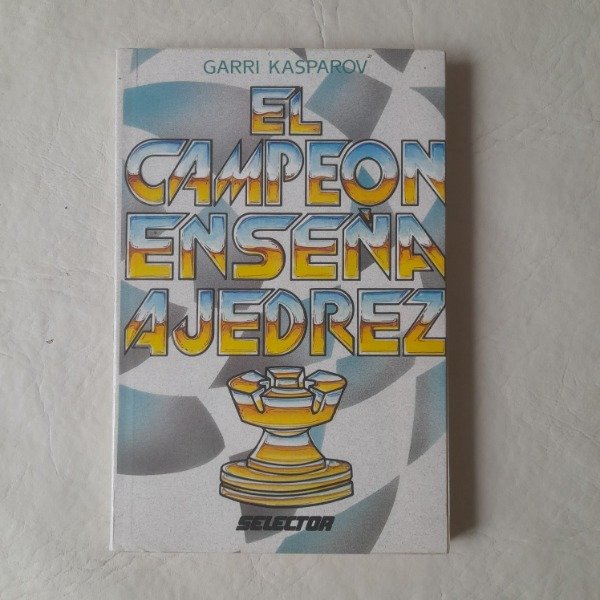 GARRI KASPAROV
EL
CAMPEON
ENSEÑA
AJEDREZ
SELECTOR